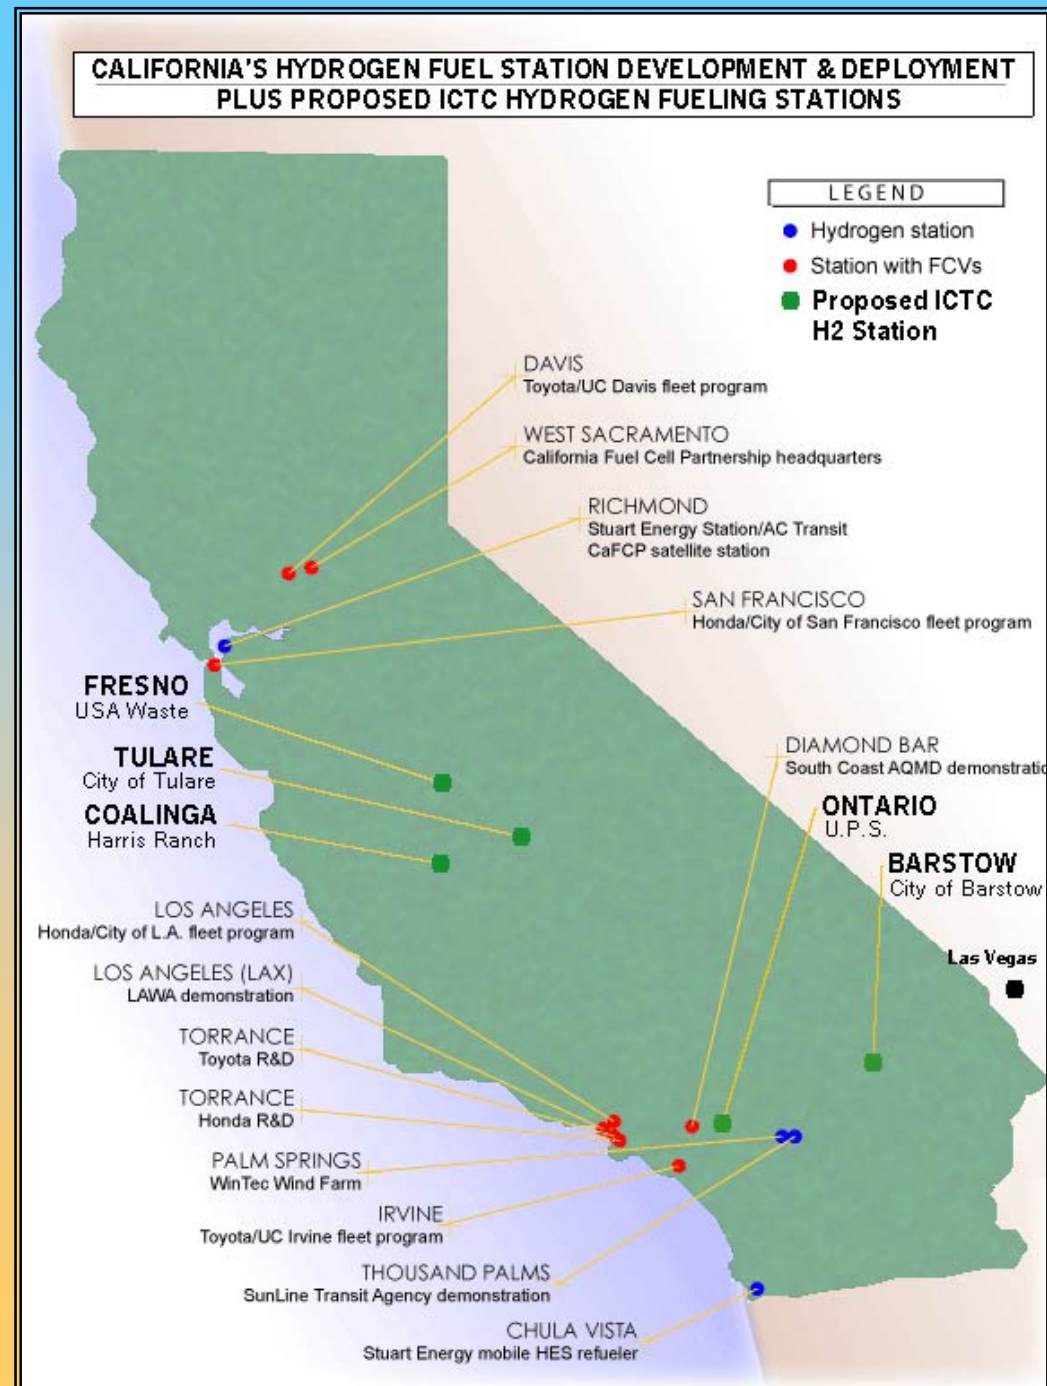 CALIFORNIA'S HYDROGEN FUEL STATION DEVELOPMENT & DEPLOYMENT
PLUS PROPOSED ICTC HYDROGEN FUELING STATIONS
LEGEND
Hydrogen station
Station with FCVs
Proposed ICTC
H2 Station
DAVIS
Toyota/UC Davis fleet program
WEST SACRAMENTO
California Fuel Cell Partnership headquarters
RICHMOND
Stuart Energy Station/AC Transit
CaFCP satellite station
SAN FRANCISCO
Honda/City of San Francisco fleet program
FRESNO
USA Waste
TULARE
City of Tulare
COALINGA
Harris Ranch
DIAMOND BAR
South Coast AQMD demonstratio
ONTARIO
U.P.S.
BARSTOW
City of Barstow
Las Vegas
LOS ANGELES
Honda/City of L.A. fleet program
LOS ANGELES (LAX)
LAWA demonstration
TORRANCE
Toyota R&D
TORRANCE
Honda R&D
PALM SPRINGS
WinTec Wind Farm
IRVINE
Toyota/UC Irvine fleet program
THOUSAND PALMS
SunLine Transit Agency demonstration
CHULA VISTA
Stuart Energy mobile HES refueler